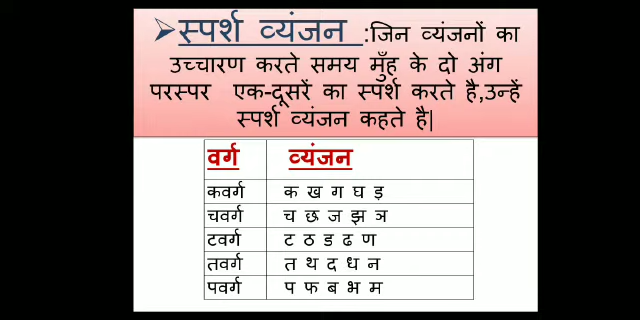 ➢स्पर्श व्यंजन :जिन व्यंजनों का
उच्चारण करते समय मुँह के दो अंग
परस्पर एक-दूसरें का स्पर्श करते है,उन्हें
स्पर्श व्यंजन कहते है|
वर्ग व्यंजन
कवर्ग क ख ग घ इ
चवर्ग च छ ज झ ञ
टवर्ग ट ठ ड ढ ण
तवर्ग त थ द ध न
पवर्ग प फ ब भ म